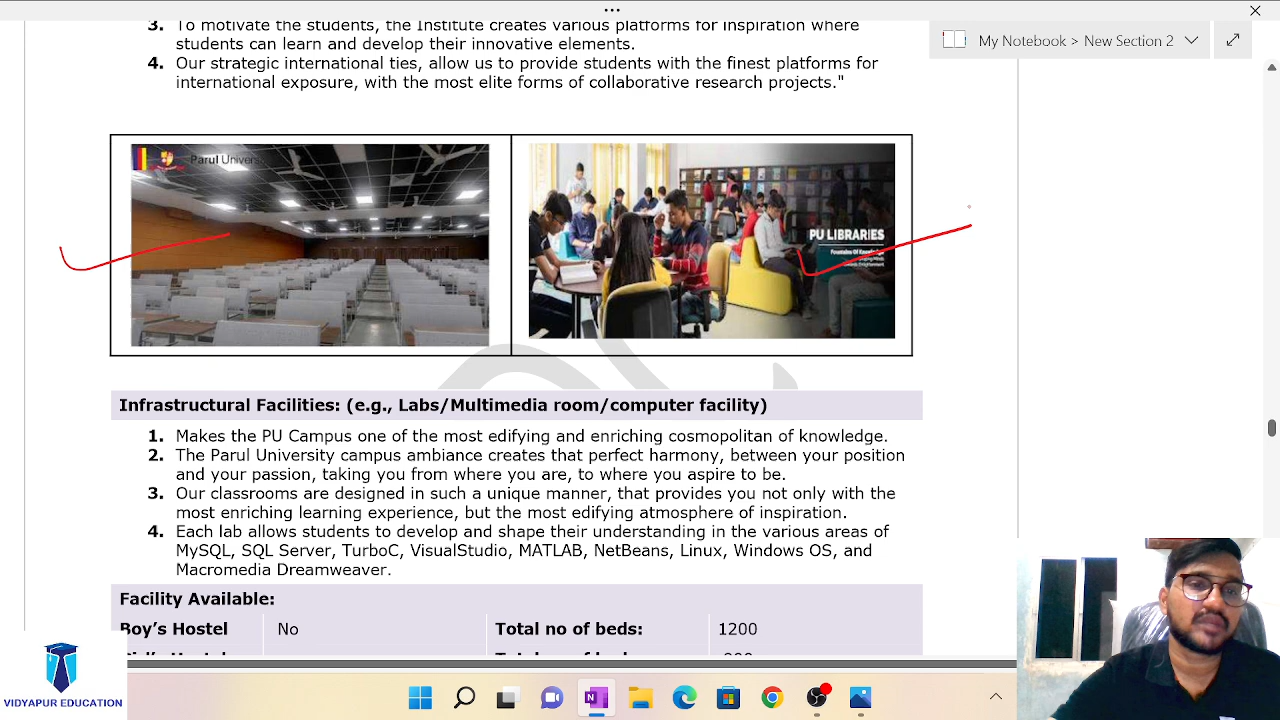 My Notebook > New Section 2
3. To motivate the students, the Institute creates various platforms for inspiration where
students can learn and develop their innovative elements.
4. Our strategic international ties, allow us to provide students with the finest platforms for
international exposure, with the most elite forms of collaborative research projects."
Parul
PU LIBRARIES
Infrastructural Facilities: (e.g., Labs/Multimedia room/computer facility)
1. Makes the PU Campus one of the most edifying and enriching cosmopolitan of knowledge.
2. The Parul University campus ambiance creates that perfect harmony, between your position
and your passion, taking you from where you are, to where you aspire to be.
3. Our classrooms are designed in such a unique manner, that provides you not only with the
most enriching learning experience, but the most edifying atmosphere of inspiration.
4. Each lab allows students to develop and shape their understanding in the various areas of
MySQL, SQL Server, TurboC, VisualStudio, MATLAB, NetBeans, Linux, Windows OS, and
Macromedia Dreamweaver.
Facility Available:
Boy's Hostel No Total no of beds: 1200
VIDYAPUR EDUCATION